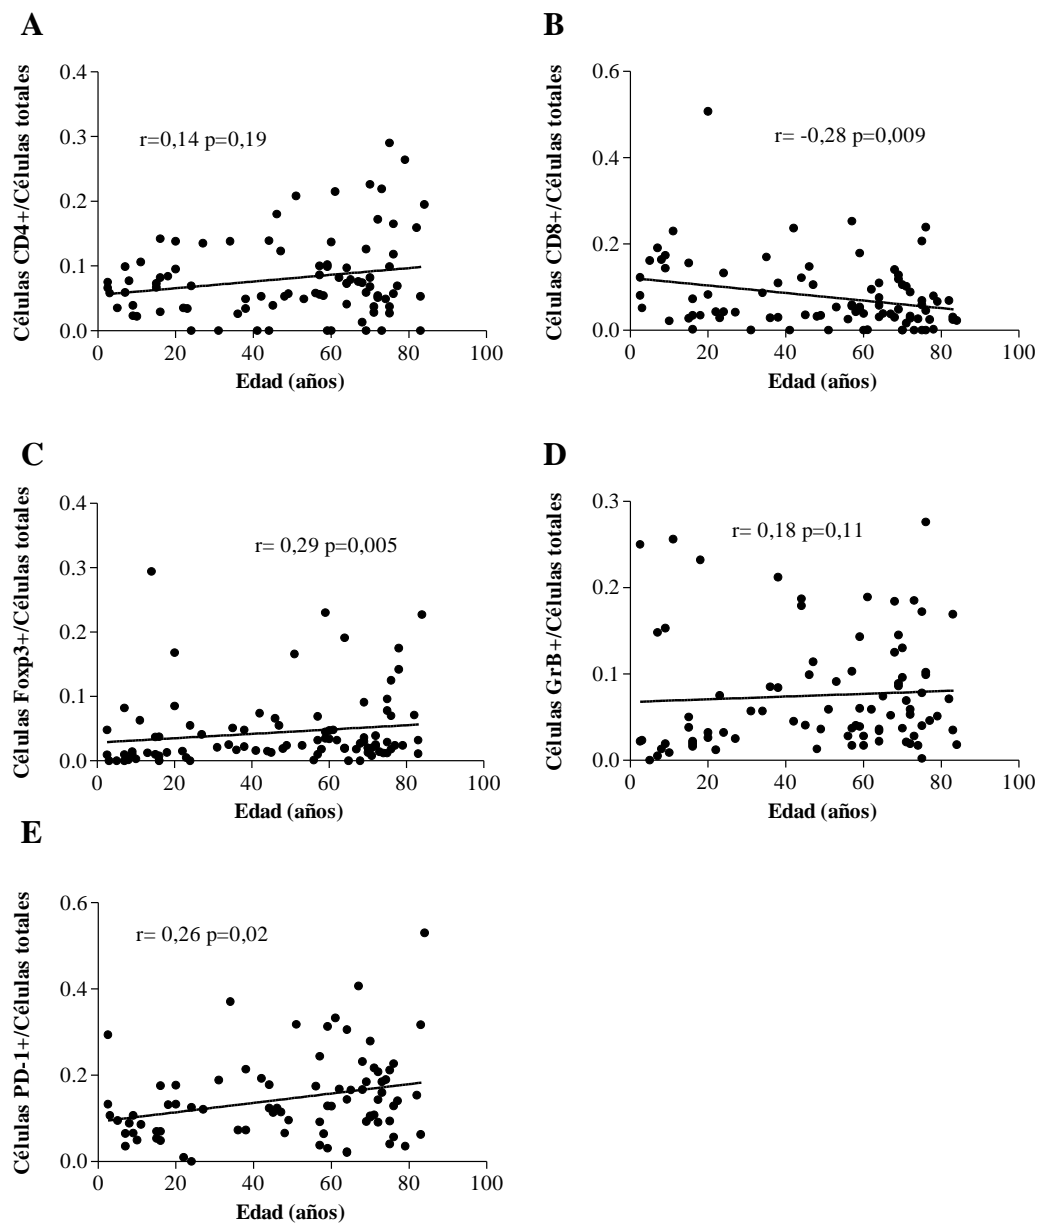 A
Células CD4+/Células totales
0.4
0.3
0.2
0.1
0.0
r=0,14 p=0,19
0 20 40 60 80 100
Edad (años)
B
Células CD8+/Células totales
0.6
0.4
0.2
0.0
r= -0,28 p=0,009
0 20 40 60 80 100
Edad (años)
C
Células Foxp3+/Células totales
0.4
0.3
0.2
0.1
0.0
r= 0,29 p=0,005
0 20 40 60 80 100
Edad (años)
D
Células GrB+/Células totales
0.3
0.2
0.1
0.0
r= 0,18 p=0,11
0 20 40 60 80 100
Edad (años)
E
Células PD-1+/Células totales
0.6
0.4
0.2
0.0
r= 0,26 p=0,02
0 20 40 60 80 100
Edad (años)